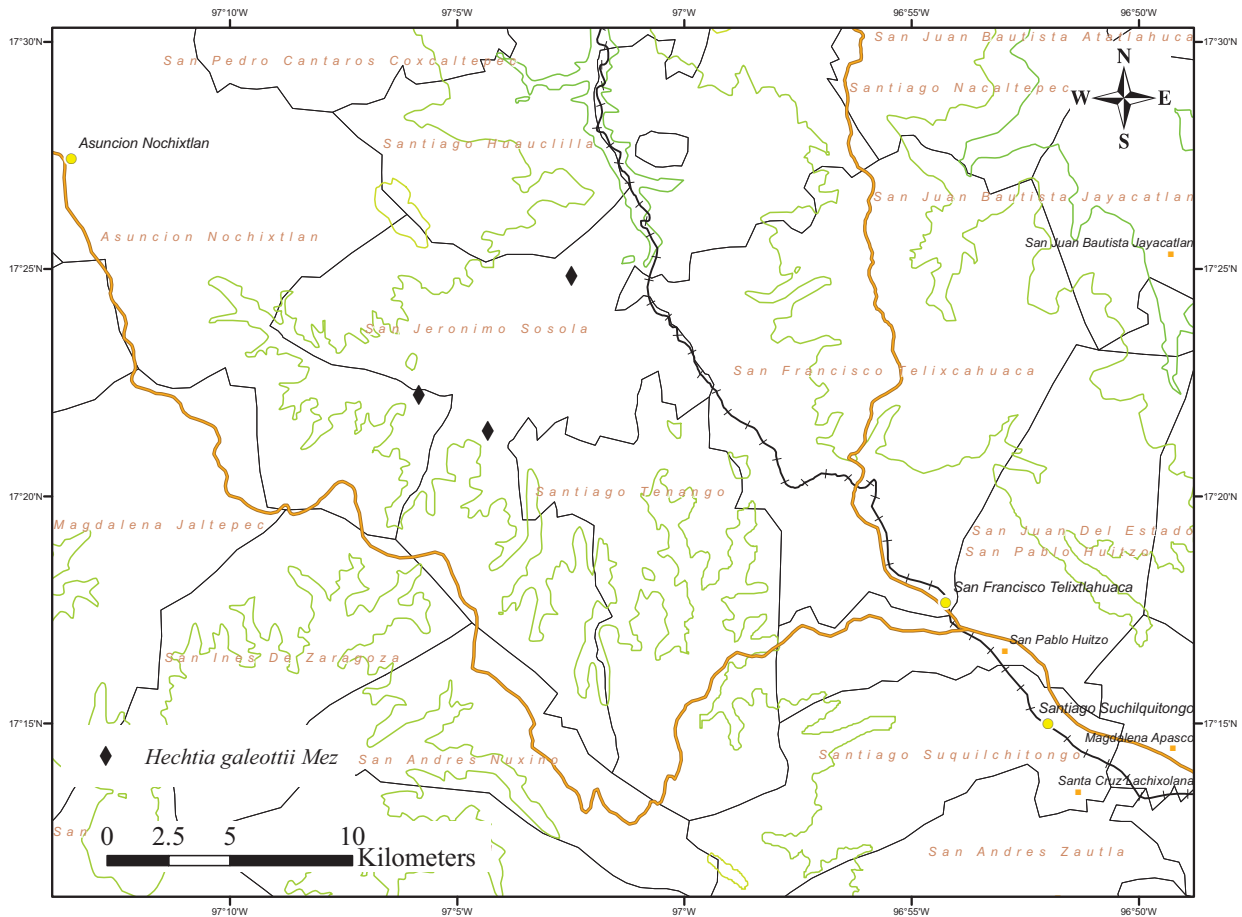 97°10'W 97°5'W 97°0'W 96°55'W 96°50'W
17°30'N 17°30'N
San Juan Bautista Atatlahuca
San Pedro Cantaros Coxcaltepec
N
Santiago Nacaltepec
W E
S
Asuncion Nochixtlan
Santiago Huauclilla
San Juan Bautista Jayacatlan
Asuncion Nochixtlan
San Juan Bautista Jayacatlan
17°25'N 17°25'N
San Jeronimo Sosola
San Francisco Telixcahuaca
17°20'N 17°20'N
Santiago Tenango
Magdalena Jaltepec
San Juan Del Estado
San Pablo Huitzo
San Francisco Telixtlahuaca
San Pablo Huitzo
San Ines De Zaragoza
Santiago Suchilquitongo
17°15'N 17°15'N
Magdalena Apasco
Hechtia galeottii Mez
San Andres Nuxino
Santiago Suquilchitongo
Santa Cruz Lachixolana
San
0 2.5 5 10
Kilometers
San Andres Zautla
97°10'W 97°5'W 97°0'W 96°55'W 96°50'W